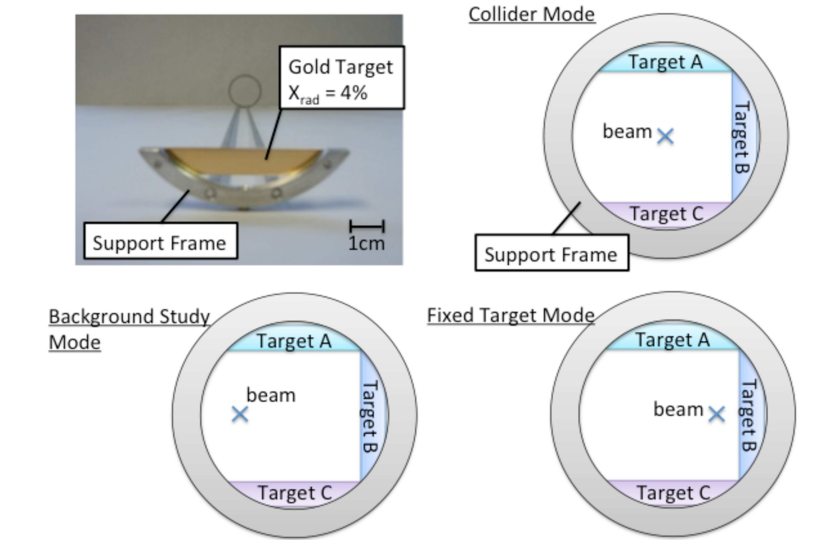 Collider Mode
Gold Target
Xrad = 4%
Support Frame
1cm
Target A
beam
Target B
Target C
Support Frame
Background Study
Mode
Target A
beam
Target B
Target C
Fixed Target Mode
Target A
beam
Target B
Target C